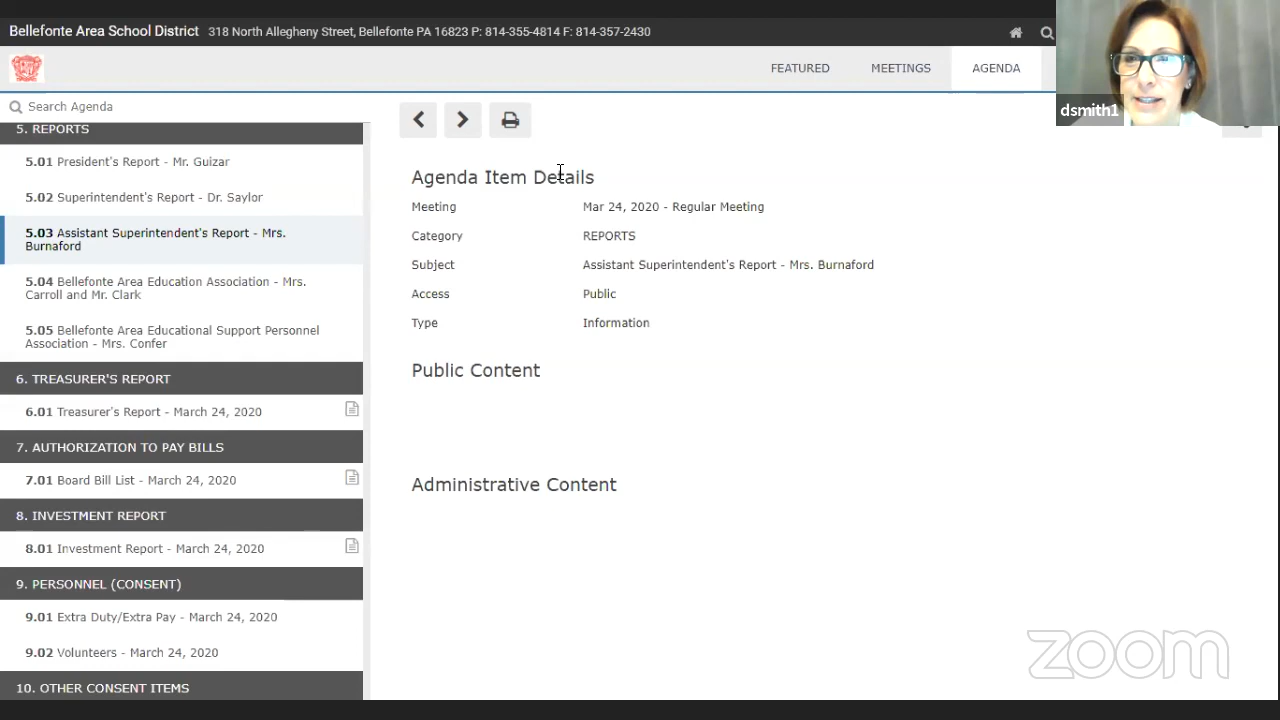 Bellefonte Area School District 318 North Allegheny Street, Bellefonte PA 16823 P: 814-355-4814 F: 814-357-2430
FEATURED MEETINGS AGENDA
dsmith1
Search Agenda
5. REPORTS
5.01 President's Report - Mr. Guizar
5.02 Superintendent's Report - Dr. Saylor
5.03 Assistant Superintendent's Report - Mrs.
Burnaford
5.04 Bellefonte Area Education Association - Mrs.
Carroll and Mr. Clark
5.05 Bellefonte Area Educational Support Personnel
Association - Mrs. Confer
6. TREASURER'S REPORT
6.01 Treasurer's Report - March 24, 2020
7. AUTHORIZATION TO PAY BILLS
7.01 Board Bill List - March 24, 2020
8. INVESTMENT REPORT
8.01 Investment Report - March 24, 2020
9. PERSONNEL (CONSENT)
9.01 Extra Duty/Extra Pay - March 24, 2020
9.02 Volunteers - March 24, 2020
10. OTHER CONSENT ITEMS
Agenda Item Details
Meeting Mar 24, 2020 - Regular Meeting
Category REPORTS
Subject Assistant Superintendent's Report - Mrs. Burnaford
Access Public
Type Information
Public Content
Administrative Content
zoom